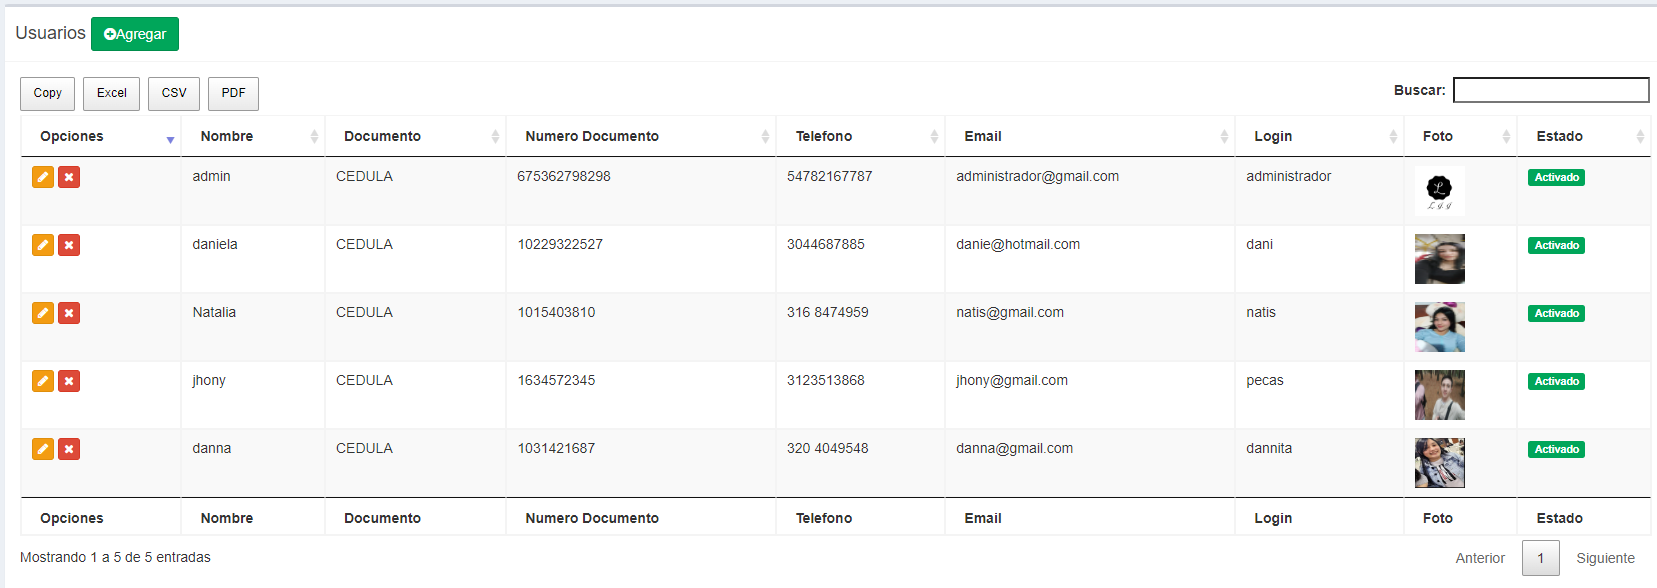 Usuarios Agregar
Copy Excel CSV PDF Buscar:
Opciones Nombre Documento Numero Documento Telefono Email Login Foto Estado
admin CEDULA 675362798298 54782167787 administrador@gmail.com administrador Activado
daniela CEDULA 10229322527 3044687885 danie@hotmail.com dani Activado
Natalia CEDULA 1015403810 316 8474959 natis@gmail.com natis Activado
jhony CEDULA 1634572345 3123513868 jhony@gmail.com pecas Activado
danna CEDULA 1031421687 320 4049548 danna@gmail.com dannita Activado
Opciones Nombre Documento Numero Documento Telefono Email Login Foto Estado
Mostrando 1 a 5 de 5 entradas Anterior 1 Siguiente